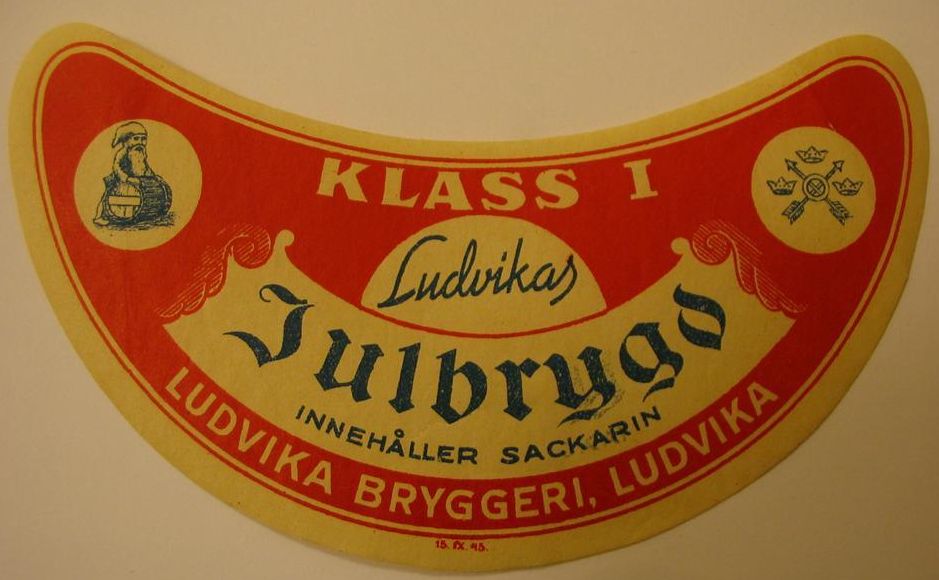 KLASS I
Ludvikas
Julbrygd
INNEHÅLLER SACKARIN
LUDVIKA BRYGGERI, LUDVIKA
15. IX. 45.